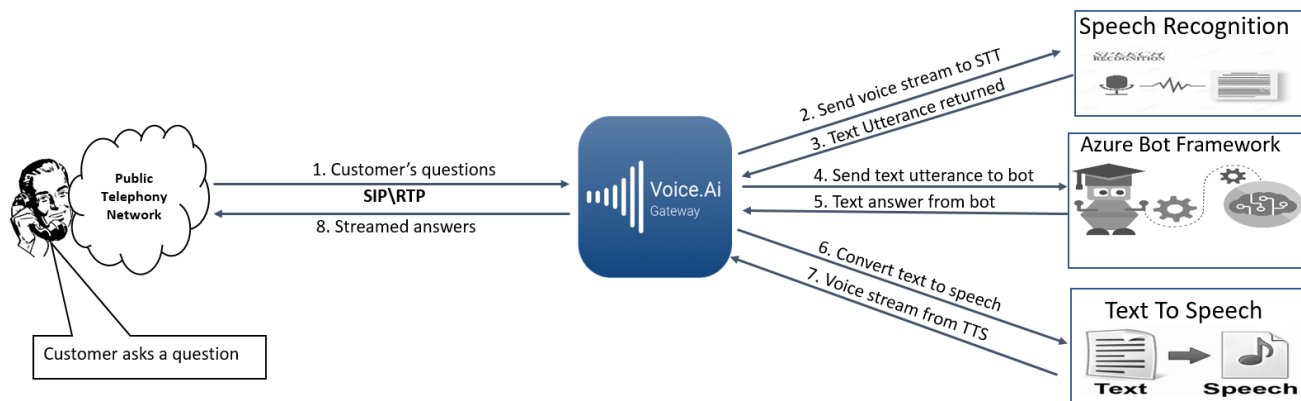 Public
Telephony
Network
Customer asks a question
1. Customer's questions
SIP\RTP
8. Streamed answers
Voice.Ai
Gateway
2. Send voice stream to STT
3. Text Utterance returned
4. Send text utterance to bot
5. Text answer from bot
6. Convert text to speech
7. Voice stream from TTS
Speech Recognition
SPEECH
RECOGNITION
Azure Bot Framework
Text To Speech
Text
Speech